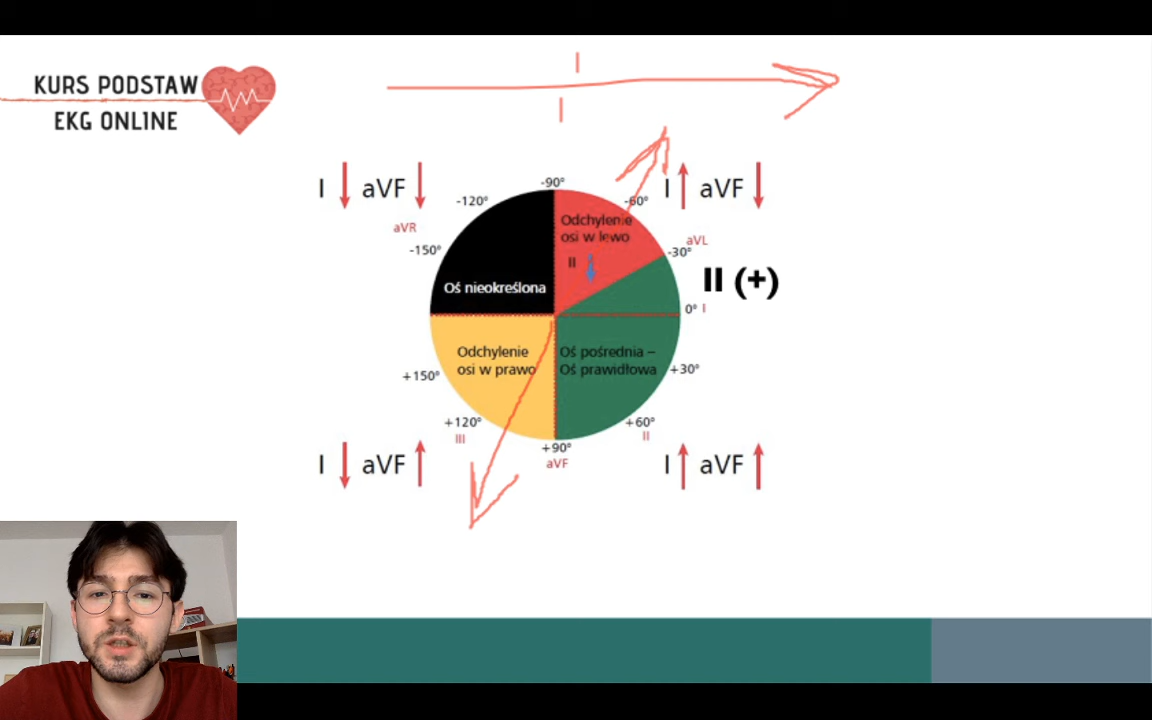 KURS PODSTAW
EKG ONLINE
I ↓ aVF ↓
-120°
-90°
-60°
I ↑ aVF ↓
aVR
-150°
Odchylenie
osi w lewo
II ↓
aVL
-30°
II (+)
Oś nieokreślona
0° I
Odchylenie
osi w prawo
Oś pośrednia –
Oś prawidłowa
+150°
+30°
+120°
III
+90°
aVF
+60°
II
I ↓ aVF ↑
I ↑ aVF ↑